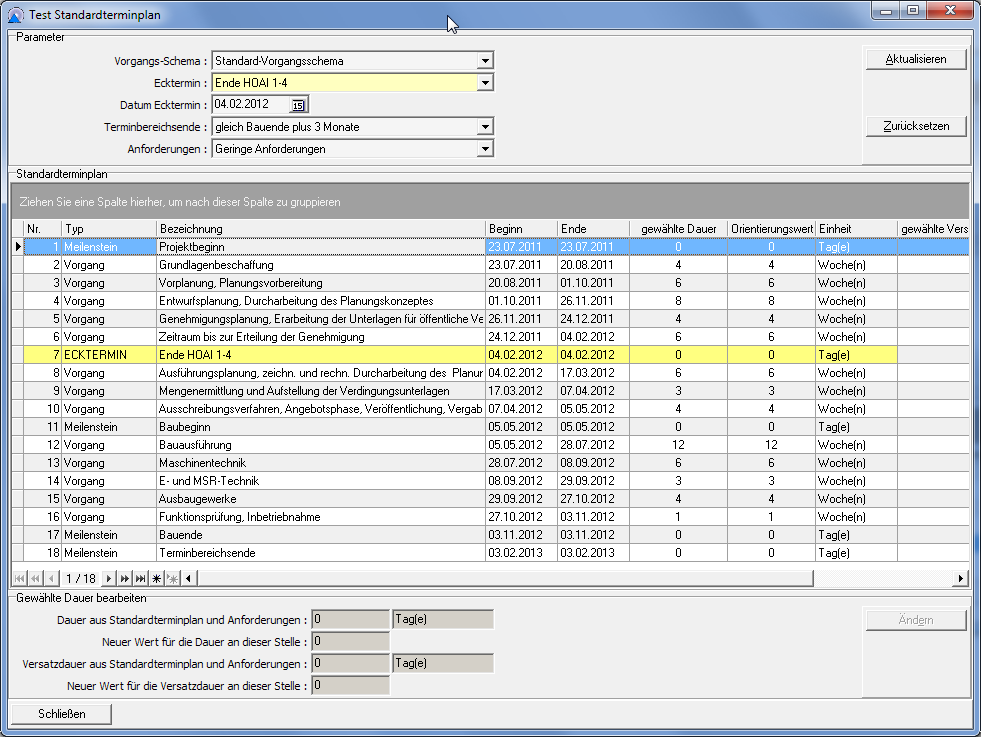 Test Standardterminplan
Parameter
Vorgangs-Schema : Standard-Vorgangsschema
Aktualisieren
Ecktermin : Ende HOAI 1-4
Datum Ecktermin : 04.02.2012 15
Terminbereichsende : gleich Bauende plus 3 Monate
Zurücksetzen
Anforderungen : Geringe Anforderungen
Standardterminplan
Ziehen Sie eine Spalte hierher, um nach dieser Spalte zu gruppieren
Nr. Typ Bezeichnung Beginn Ende gewählte Dauer Orientierungswert Einheit gewählte Vers
1 Meilenstein Projektbeginn 23.07.2011 23.07.2011 0 0 Tag(e)
2 Vorgang Grundlagenbeschaffung 23.07.2011 20.08.2011 4 4 Woche(n)
3 Vorgang Vorplanung, Planungsvorbereitung 20.08.2011 01.10.2011 6 6 Woche(n)
4 Vorgang Entwurfsplanung, Durcharbeitung des Planungskonzeptes 01.10.2011 26.11.2011 8 8 Woche(n)
5 Vorgang Genehmigungsplanung, Erarbeitung der Unterlagen für öffentliche Ve 26.11.2011 24.12.2011 4 4 Woche(n)
6 Vorgang Zeitraum bis zur Erteilung der Genehmigung 24.12.2011 04.02.2012 6 6 Woche(n)
7 ECKTERMIN Ende HOAI 1-4 04.02.2012 04.02.2012 0 0 Tag(e)
8 Vorgang Ausführungsplanung, zeichn. und rechn. Durcharbeitung des Planur 04.02.2012 17.03.2012 6 6 Woche(n)
9 Vorgang Mengenermittlung und Aufstellung der Verdingungsunterlagen 17.03.2012 07.04.2012 3 3 Woche(n)
10 Vorgang Ausschreibungsverfahren, Angebotsphase, Veröffentlichung, Vergab 07.04.2012 05.05.2012 4 4 Woche(n)
11 Meilenstein Baubeginn 05.05.2012 05.05.2012 0 0 Tag(e)
12 Vorgang Bauausführung 05.05.2012 28.07.2012 12 12 Woche(n)
13 Vorgang Maschinentechnik 28.07.2012 08.09.2012 6 6 Woche(n)
14 Vorgang E- und MSR-Technik 08.09.2012 29.09.2012 3 3 Woche(n)
15 Vorgang Ausbaugewerke 29.09.2012 27.10.2012 4 4 Woche(n)
16 Vorgang Funktionsprüfung, Inbetriebnahme 27.10.2012 03.11.2012 1 1 Woche(n)
17 Meilenstein Bauende 03.11.2012 03.11.2012 0 0 Tag(e)
18 Meilenstein Terminbereichsende 03.02.2013 03.02.2013 0 0 Tag(e)
1 / 18
Gewählte Dauer bearbeiten
Dauer aus Standardterminplan und Anforderungen : 0 Tag(e)
Ändern
Neuer Wert für die Dauer an dieser Stelle : 0
Versatzdauer aus Standardterminplan und Anforderungen : 0 Tag(e)
Neuer Wert für die Versatzdauer an dieser Stelle : 0
Schließen